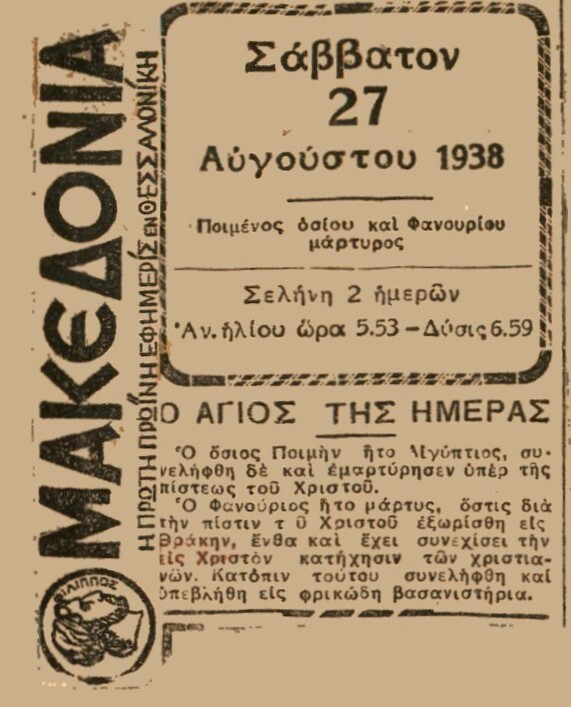 ΜΑΚΕΔΟΝΙΑ
Η ΠΡΩΤΗ ΠΡΩΪΝΗ ΕΦΗΜΕΡΙΣ ΕΝ ΘΕΣΣΑΛΟΝΙΚΗ
ΦΙΛΙΠΠΟΣ
Σάββατον
27
Αὐγούστου 1938
Ποιμένος ὁσίου καὶ Φανουρίου
μάρτυρος
Σελήνη 2 ἡμερῶν
Ἀν. ἡλίου ὥρα 5.53 – Δύσις 6.59
Ο ΑΓΙΟΣ ΤΗΣ ΗΜΕΡΑΣ
Ὁ ὅσιος Ποιμὴν ἦτο Αἰγύπτιος, συ-
νελήφθη δὲ καὶ ἐμαρτύρησεν ὑπὲρ τῆς
πίστεως τοῦ Χριστοῦ.
Ὁ Φανούριος ἦτο μάρτυς, ὅστις διὰ
τὴν πίστιν τ ῦ Χριστοῦ ἐξωρίσθη εἰς
Θράκην, ἔνθα καὶ ἔχει συνεχίσει τὴν
εἰς Χριστὸν κατήχησιν τῶν χριστια-
νῶν. Κατόπιν τούτου συνελήφθη καὶ
ὑπεβλήθη εἰς φρικώδη βασανιστήρια.